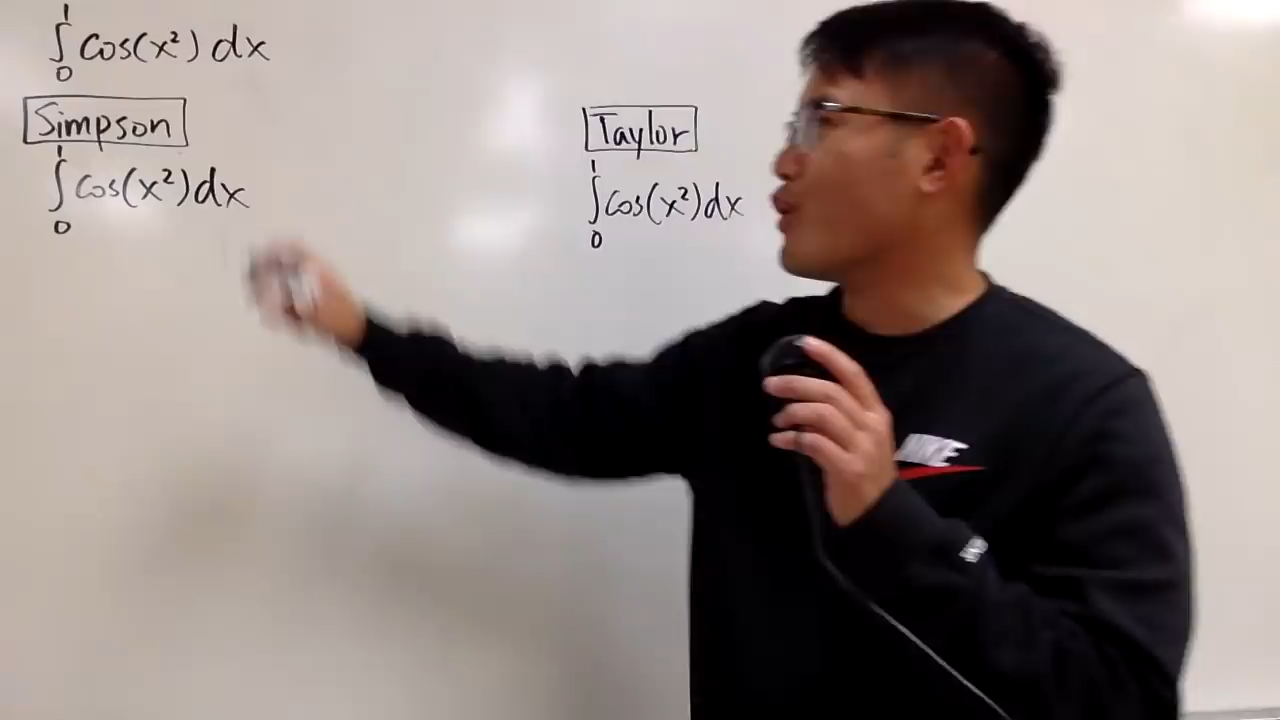 ∫₀¹ cos(x²) dx
Simpson
∫₀¹ cos(x²) dx
Taylor
∫₀¹ cos(x²) dx
NIKE